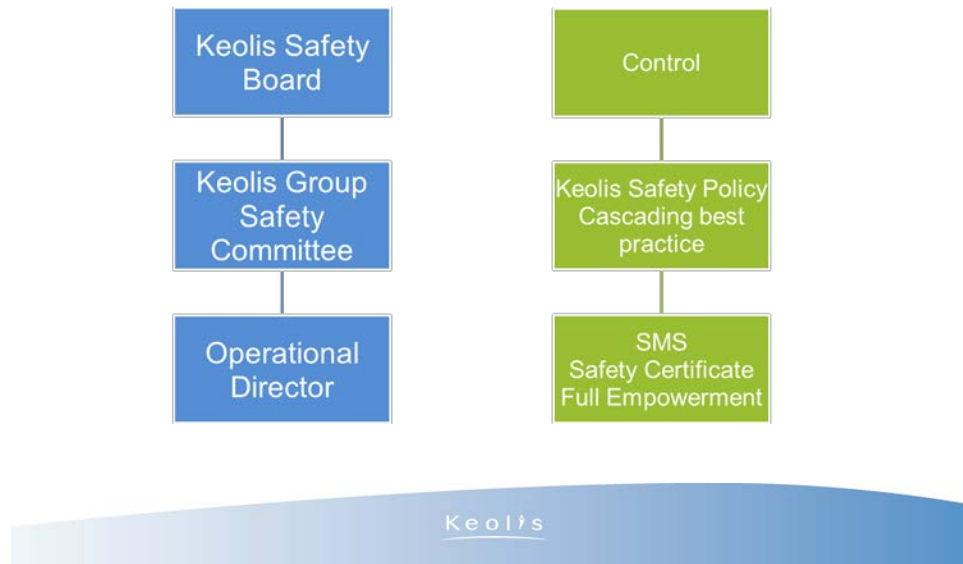 Keolis Safety
Board
Keolis Group
Safety
Committee
Operational
Director
Control
Keolis Safety Policy
Cascading best
practice
SMS
Safety Certificate
Full Empowerment
Keolis